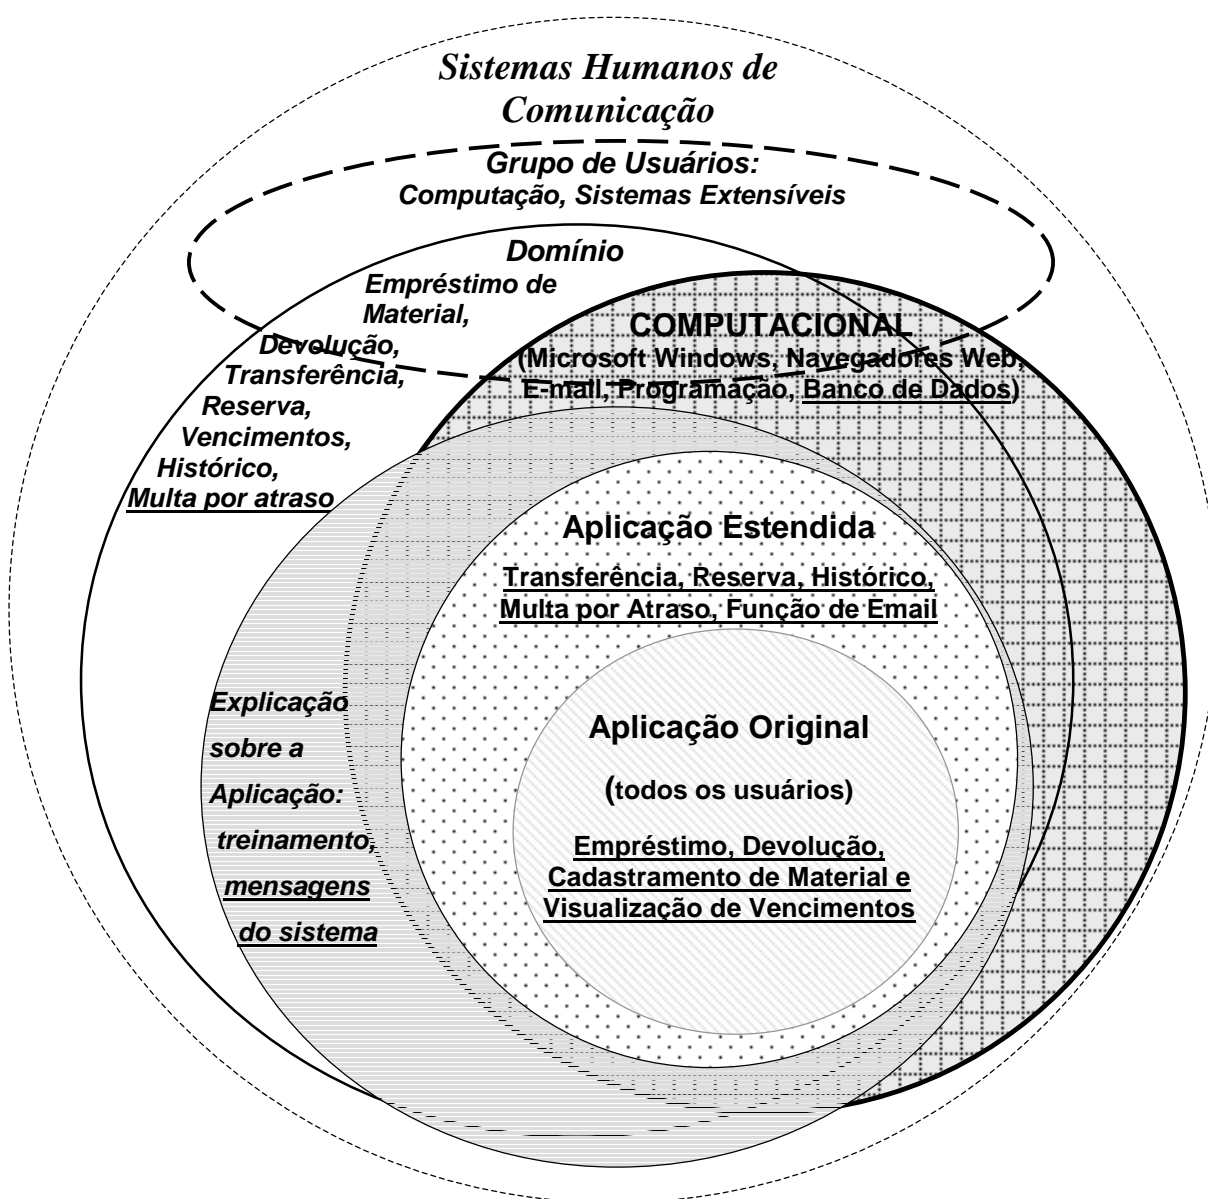 Sistemas Humanos de
Comunicação
Grupo de Usuários:
Computação, Sistemas Extensíveis
Domínio
Empréstimo de
Material,
Devolução,
Transferência,
Reserva,
Vencimentos,
Histórico,
Multa por atraso
COMPUTACIONAL
(Microsoft Windows, Navegadores Web,
E-mail, Programação, Banco de Dados)
Aplicação Estendida
Transferência, Reserva, Histórico,
Multa por Atraso, Função de Email
Explicação
sobre a
Aplicação:
treinamento,
mensagens
do sistema
Aplicação Original
(todos os usuários)
Empréstimo, Devolução,
Cadastramento de Material e
Visualização de Vencimentos